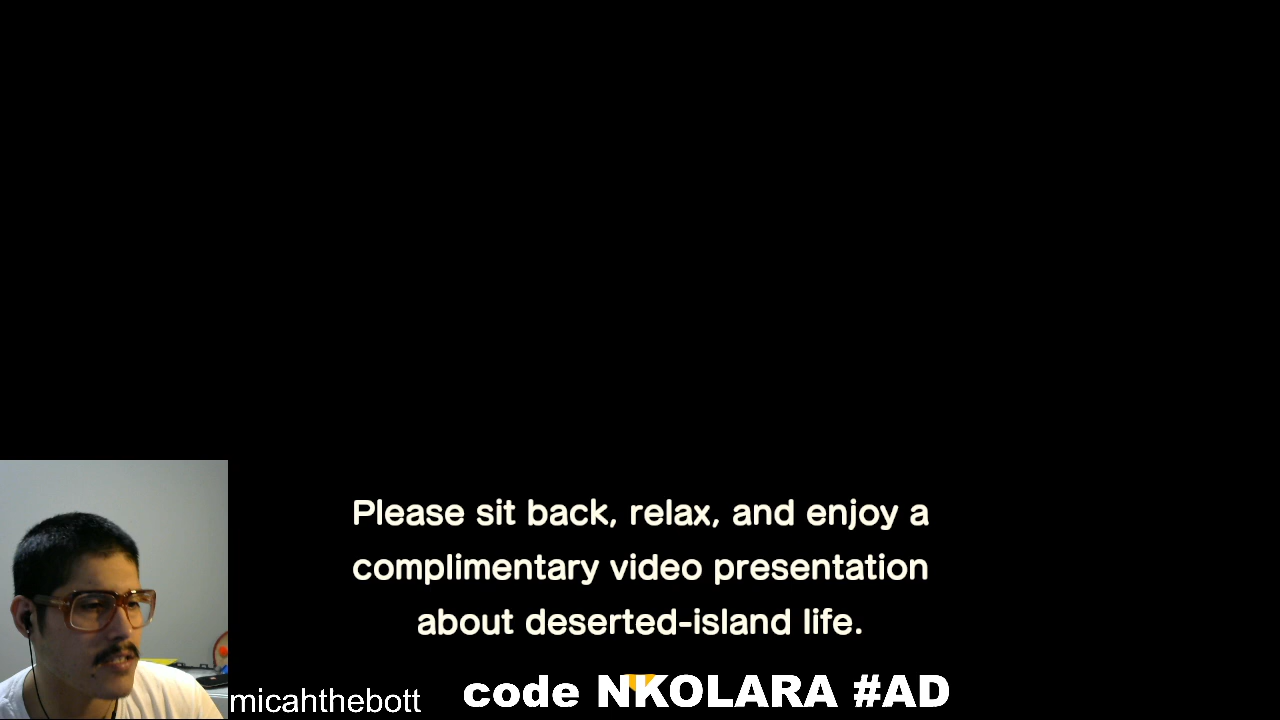 Please sit back, relax, and enjoy a
complimentary video presentation
about deserted-island life.
micahthebott
code NKOLARA #AD